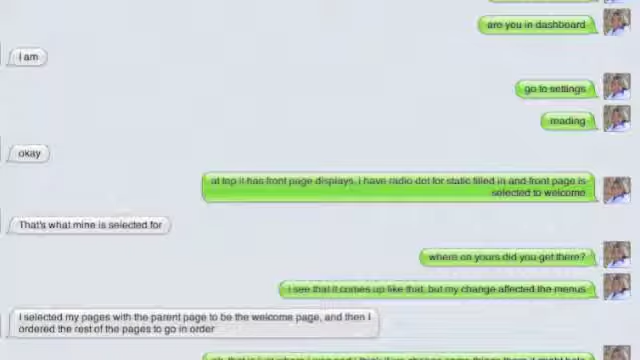 are you in dashboard
I am
go to settings
reading
okay
at top it has front page displays, i have radio dot for static filled in and front page is
selected to welcome
That's what mine is selected for
where on yours did you get there?
i see that it comes up like that, but my change affected the menus
I selected my pages with the parent page to be the welcome page, and then I
ordered the rest of the pages to go in order